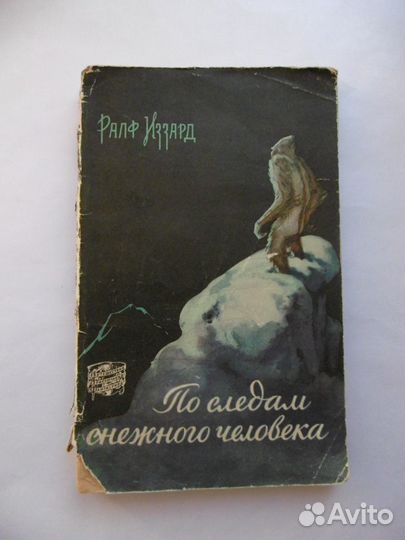 Ралф Иззард
По следам
снежного человека
Avito